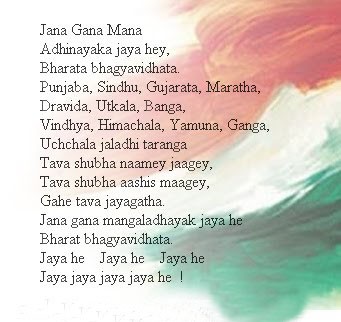 Jana Gana Mana
Adhinayaka jaya hey,
Bharata bhagyavidhata.
Punjaba, Sindhu, Gujarata, Maratha,
Dravida, Utkala, Banga,
Vindhya, Himachala, Yamuna, Ganga,
Uchchala jaladhi taranga
Tava shubha naamey jaagey,
Tava shubha aashis maagey,
Gahe tava jayagatha.
Jana gana mangaladhayak jaya he
Bharat bhagyavidhata.
Jaya he Jaya he Jaya he
Jaya jaya jaya jaya he !